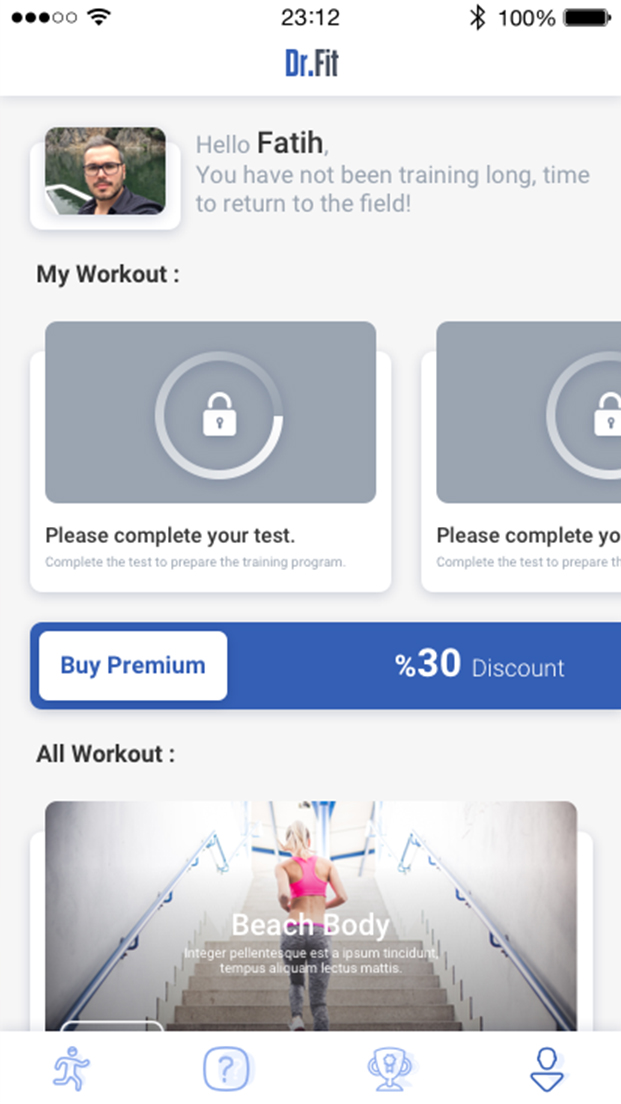 23:12
100%
Dr.Fit
Hello Fatih,
You have not been training long, time
to return to the field!
My Workout :
Please complete your test.
Complete the test to prepare the training program.
Please complete yo
Complete the test to prepare th
Buy Premium
%30 Discount
All Workout :
Beach Body
Integer pellentesque est a ipsum tincidunt,
tempus aliquam lectus mattis.
?